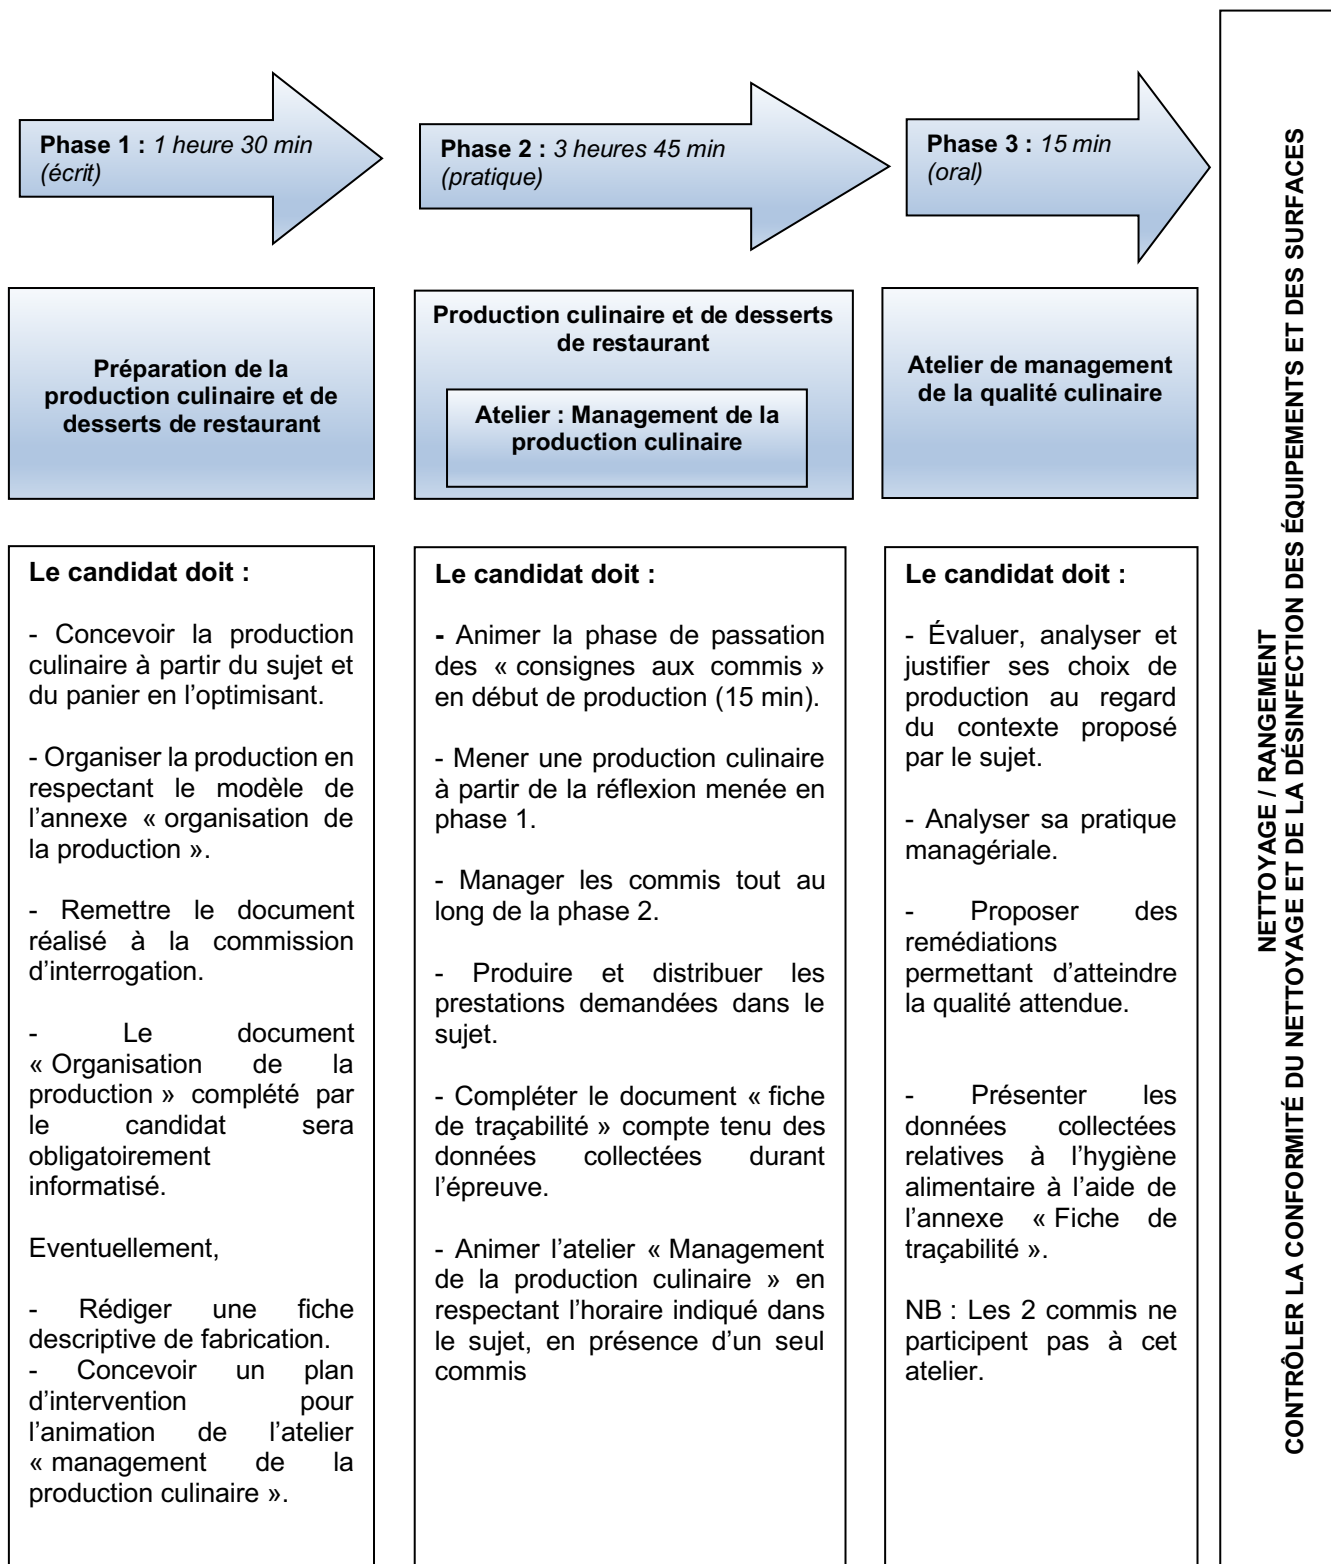 Phase 1 : 1 heure 30 min
(écrit)
Phase 2 : 3 heures 45 min
(pratique)
Phase 3 : 15 min
(oral)
Préparation de la
production culinaire et de
desserts de restaurant
Production culinaire et de desserts
de restaurant
Atelier : Management de la
production culinaire
Atelier de management
de la qualité culinaire
Le candidat doit :
- Concevoir la production
culinaire à partir du sujet et
du panier en l’optimisant.
- Organiser la production en
respectant le modèle de
l’annexe « organisation de
la production ».
- Remettre le document
réalisé à la commission
d’interrogation.
- Le document
« Organisation de la
production » complété par
le candidat sera
obligatoirement
informatisé.
Eventuellement,
- Rédiger une fiche
descriptive de fabrication.
- Concevoir un plan
d’intervention pour
l’animation de l’atelier
« management de la
production culinaire ».
Le candidat doit :
- Animer la phase de passation
des « consignes aux commis »
en début de production (15 min).
- Mener une production culinaire
à partir de la réflexion menée en
phase 1.
- Manager les commis tout au
long de la phase 2.
- Produire et distribuer les
prestations demandées dans le
sujet.
- Compléter le document « fiche
de traçabilité » compte tenu des
données collectées durant
l’épreuve.
- Animer l’atelier « Management
de la production culinaire » en
respectant l’horaire indiqué dans
le sujet, en présence d’un seul
commis
Le candidat doit :
- Évaluer, analyser et
justifier ses choix de
production au regard
du contexte proposé
par le sujet.
- Analyser sa pratique
managériale.
- Proposer des
remédiations
permettant d’atteindre
la qualité attendue.
- Présenter les
données collectées
relatives à l’hygiène
alimentaire à l’aide de
l’annexe « Fiche de
traçabilité ».
NB : Les 2 commis ne
participent pas à cet
atelier.
NETTOYAGE / RANGEMENT
CONTRÔLER LA CONFORMITÉ DU NETTOYAGE ET DE LA DÉSINFECTION DES ÉQUIPEMENTS ET DES SURFACES